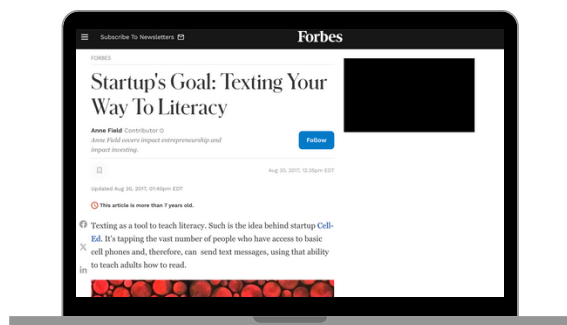 Subscribe To Newsletters
Forbes
FORBES
Startup's Goal: Texting Your
Way To Literacy
Anne Field Contributor
Anne Field covers impact entrepreneurship and
impact investing.
Follow
Aug 30, 2017, 12:35pm EDT
Updated Aug 30, 2017, 01:40pm EDT
This article is more than 7 years old.
Texting as a tool to teach literacy. Such is the idea behind startup Cell-
Ed. It's tapping the vast number of people who have access to basic
cell phones and, therefore, can send text messages, using that ability
to teach adults how to read.